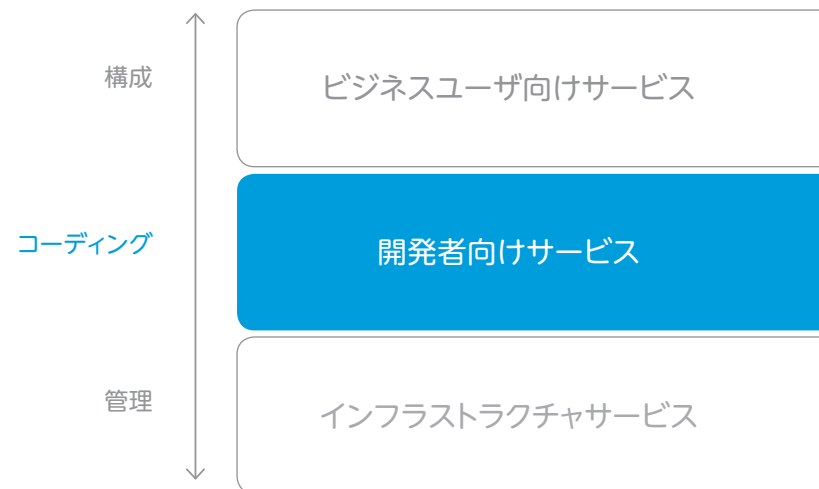 構成
ビジネスユーザ向けサービス
コーディング
開発者向けサービス
管理
インフラストラクチャサービス